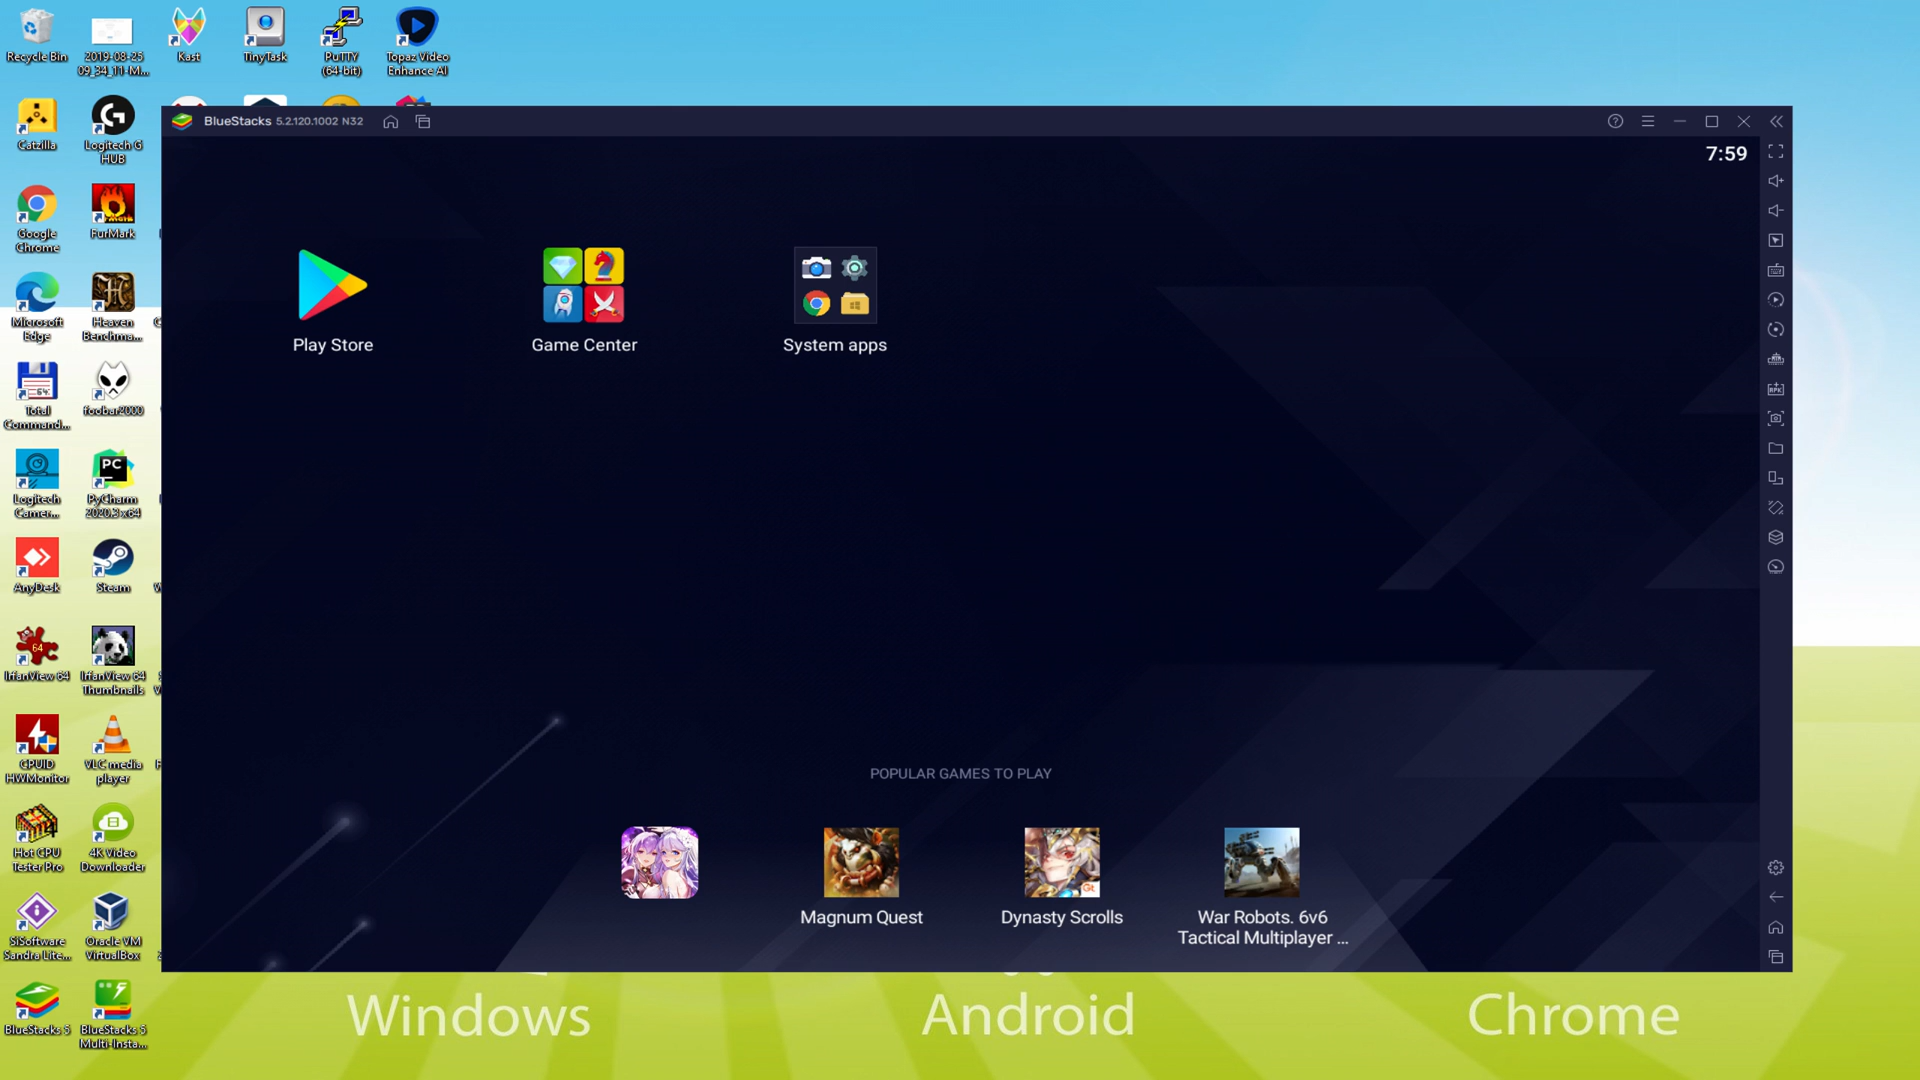 Recycle Bin
2019-08-25
09_34_11-M...
Kast
TinyTask
PuTTY
(64-bit)
Topaz Video
Enhance AI
Catzilla
Logitech G
HUB
BlueStacks 5.2.120.1002 N32
7:59
Google
Chrome
FurMark
Microsoft
Edge
Heaven
Benchma...
Total
Command...
64
foobar2000
Logitech
Camer...
PC
PyCharm
2020.3 x64
AnyDesk
Steam
64
IrfanView 64
IrfanView 64
Thumbnails
CPUID
HWMonitor
VLC media
player
Hot CPU
Tester Pro
4K Video
Downloader
SiSoftware
Sandra Lite...
Oracle VM
VirtualBox
BlueStacks 5
BlueStacks 5
Multi-Insta...
Play Store
Game Center
System apps
POPULAR GAMES TO PLAY
Magnum Quest
Dynasty Scrolls
War Robots. 6v6
Tactical Multiplayer ...
Windows
Android
Chrome